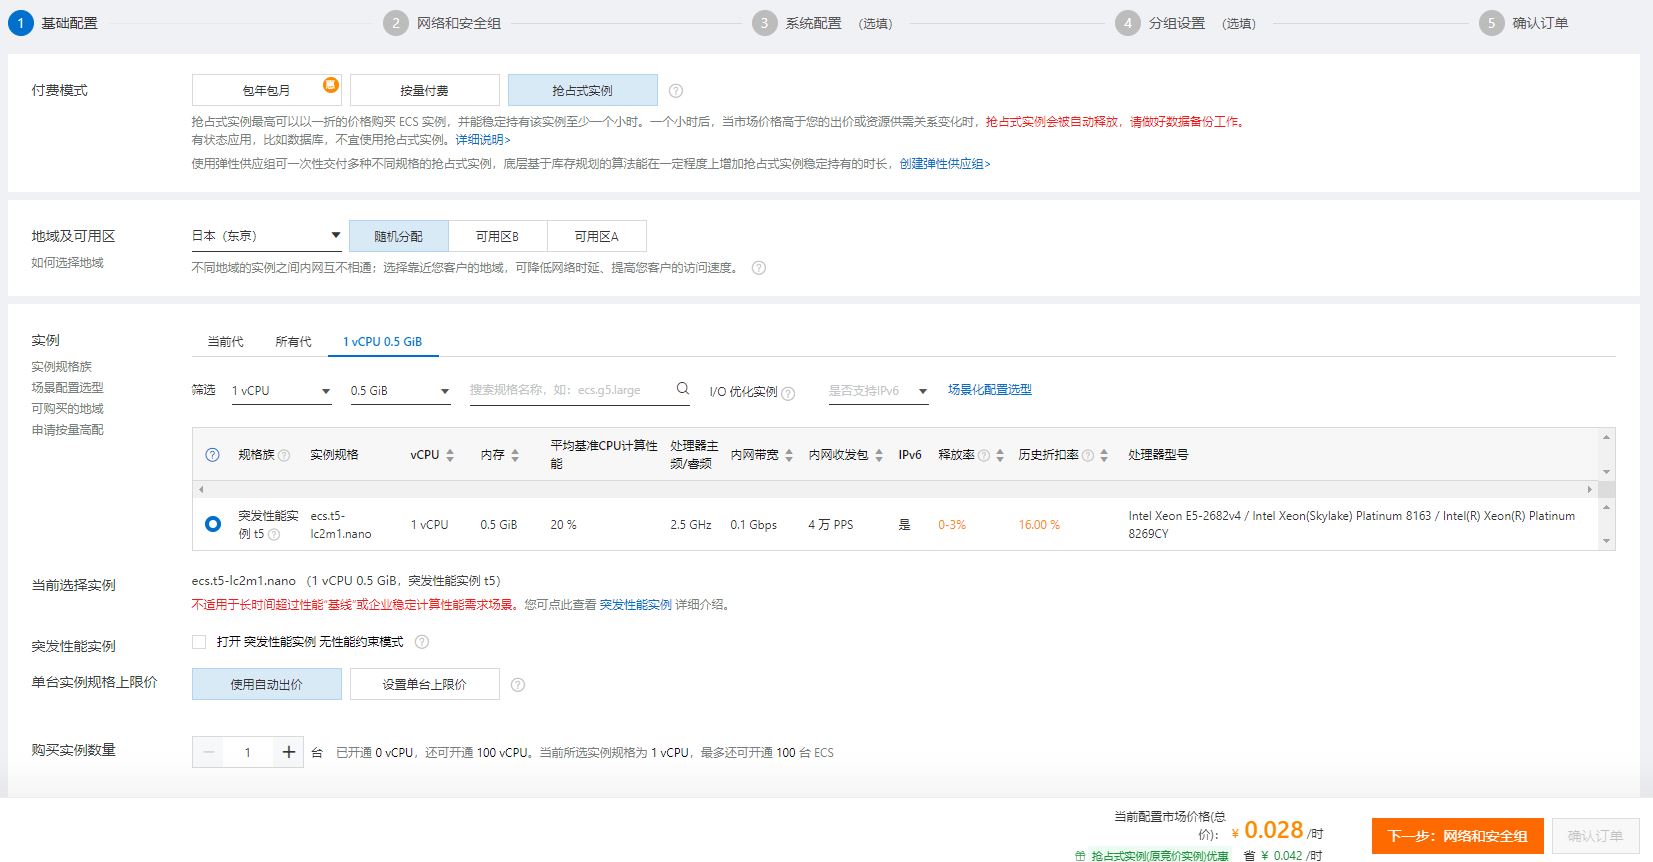 1 基础配置 2 网络和安全组 3 系统配置 (选填) 4 分组设置 (选填) 5 确认订单
付费模式 包年包月 惠 按量付费 抢占式实例 ?
抢占式实例最高可以以一折的价格购买 ECS 实例，并能稳定持有该实例至少一个小时。一个小时后，当市场价格高于您的出价或资源供需关系变化时，抢占式实例会被自动释放，请做好数据备份工作。
有状态应用，比如数据库，不宜使用抢占式实例。 详细说明>
使用弹性供应组可一次性交付多种不同规格的抢占式实例，底层基于库存规划的算法能在一定程度上增加抢占式实例稳定持有的时长，创建弹性供应组>
地域及可用区 日本（东京） 随机分配 可用区B 可用区A
如何选择地域
不同地域的实例之间内网互不相通；选择靠近您客户的地域，可降低网络时延、提高您客户的访问速度。 ?
实例 当前代 所有代 1 vCPU 0.5 GiB
实例规格族
场景配置选型
可购买的地域
申请按量高配
筛选 1 vCPU 0.5 GiB 搜索规格名称，如：ecs.g5.large I/O 优化实例 ? 是否支持IPv6 场景化配置选型
? 规格族 ? 实例规格 vCPU 内存 平均基准CPU计算性能 处理器主频/睿频 内网带宽 内网收发包 IPv6 释放率 ? 历史折扣率 ? 处理器型号
突发性能实例 t5 ? ecs.t5-lc2m1.nano 1 vCPU 0.5 GiB 20 % 2.5 GHz 0.1 Gbps 4 万 PPS 是 0-3% 16.00 % Intel Xeon E5-2682v4 / Intel Xeon(Skylake) Platinum 8163 / Intel(R) Xeon(R) Platinum 8269CY
当前选择实例 ecs.t5-lc2m1.nano （1 vCPU 0.5 GiB，突发性能实例 t5）
不适用于长时间超过性能“基线”或企业稳定计算性能需求场景。您可点此查看 突发性能实例 详细介绍。
突发性能实例 打开 突发性能实例 无性能约束模式 ?
单台实例规格上限价 使用自动出价 设置单台上限价 ?
购买实例数量 − 1 + 台 已开通 0 vCPU，还可开通 100 vCPU。当前所选实例规格为 1 vCPU，最多还可开通 100 台 ECS
当前配置市场价格(总价)： ¥ 0.028 /时
抢占式实例(原竞价实例)优惠 省 ¥ 0.042 /时
下一步：网络和安全组 确认订单